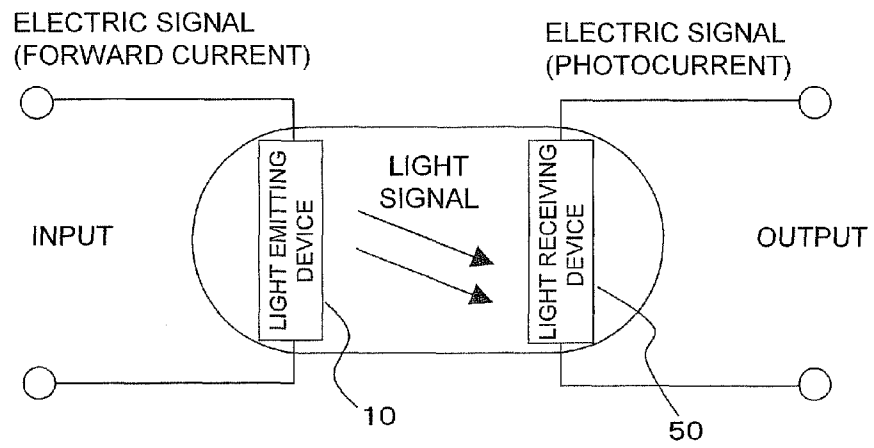 ELECTRIC SIGNAL
(FORWARD CURRENT)
ELECTRIC SIGNAL
(PHOTOCURRENT)
INPUT
LIGHT EMITTING
DEVICE
LIGHT
SIGNAL
LIGHT RECEIVING
DEVICE
OUTPUT
10
50